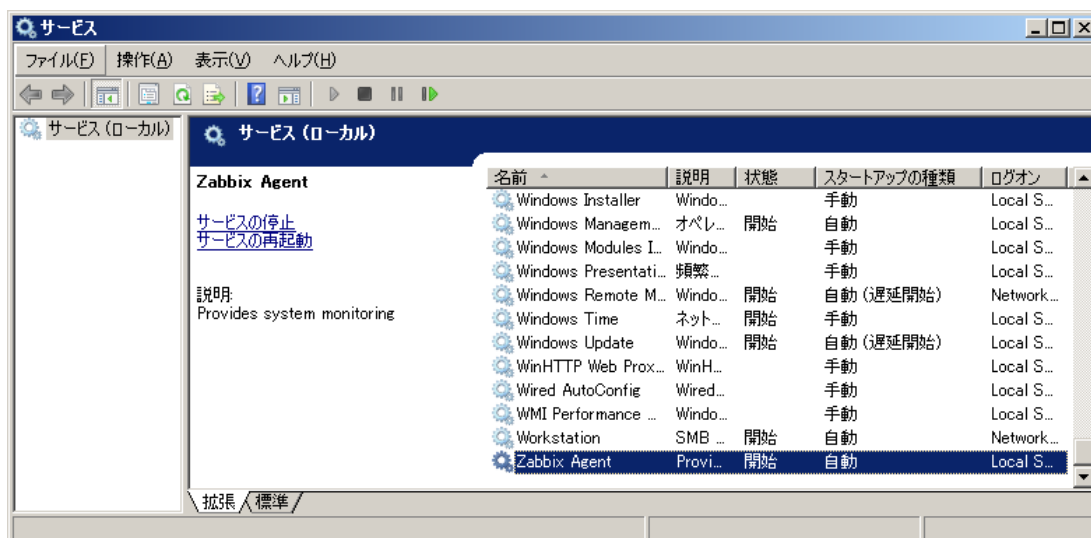 サービス
ファイル(F) 操作(A) 表示(V) ヘルプ(H)
サービス (ローカル)
サービス (ローカル)
Zabbix Agent
サービスの停止
サービスの再起動
説明:
Provides system monitoring
名前 説明 状態 スタートアップの種類 ログオン
Windows Installer Windo... 手動 Local S...
Windows Managem... オペレ... 開始 自動 Local S...
Windows Modules I... Windo... 手動 Local S...
Windows Presentati... 頻繁... 手動 Local S...
Windows Remote M... Windo... 開始 自動 (遅延開始) Network...
Windows Time ネット... 開始 手動 Local S...
Windows Update Windo... 開始 自動 (遅延開始) Local S...
WinHTTP Web Prox... WinH... 手動 Local S...
Wired AutoConfig Wired... 手動 Local S...
WMI Performance ... Windo... 手動 Local S...
Workstation SMB ... 開始 自動 Network...
Zabbix Agent Provi... 開始 自動 Local S...
拡張 標準